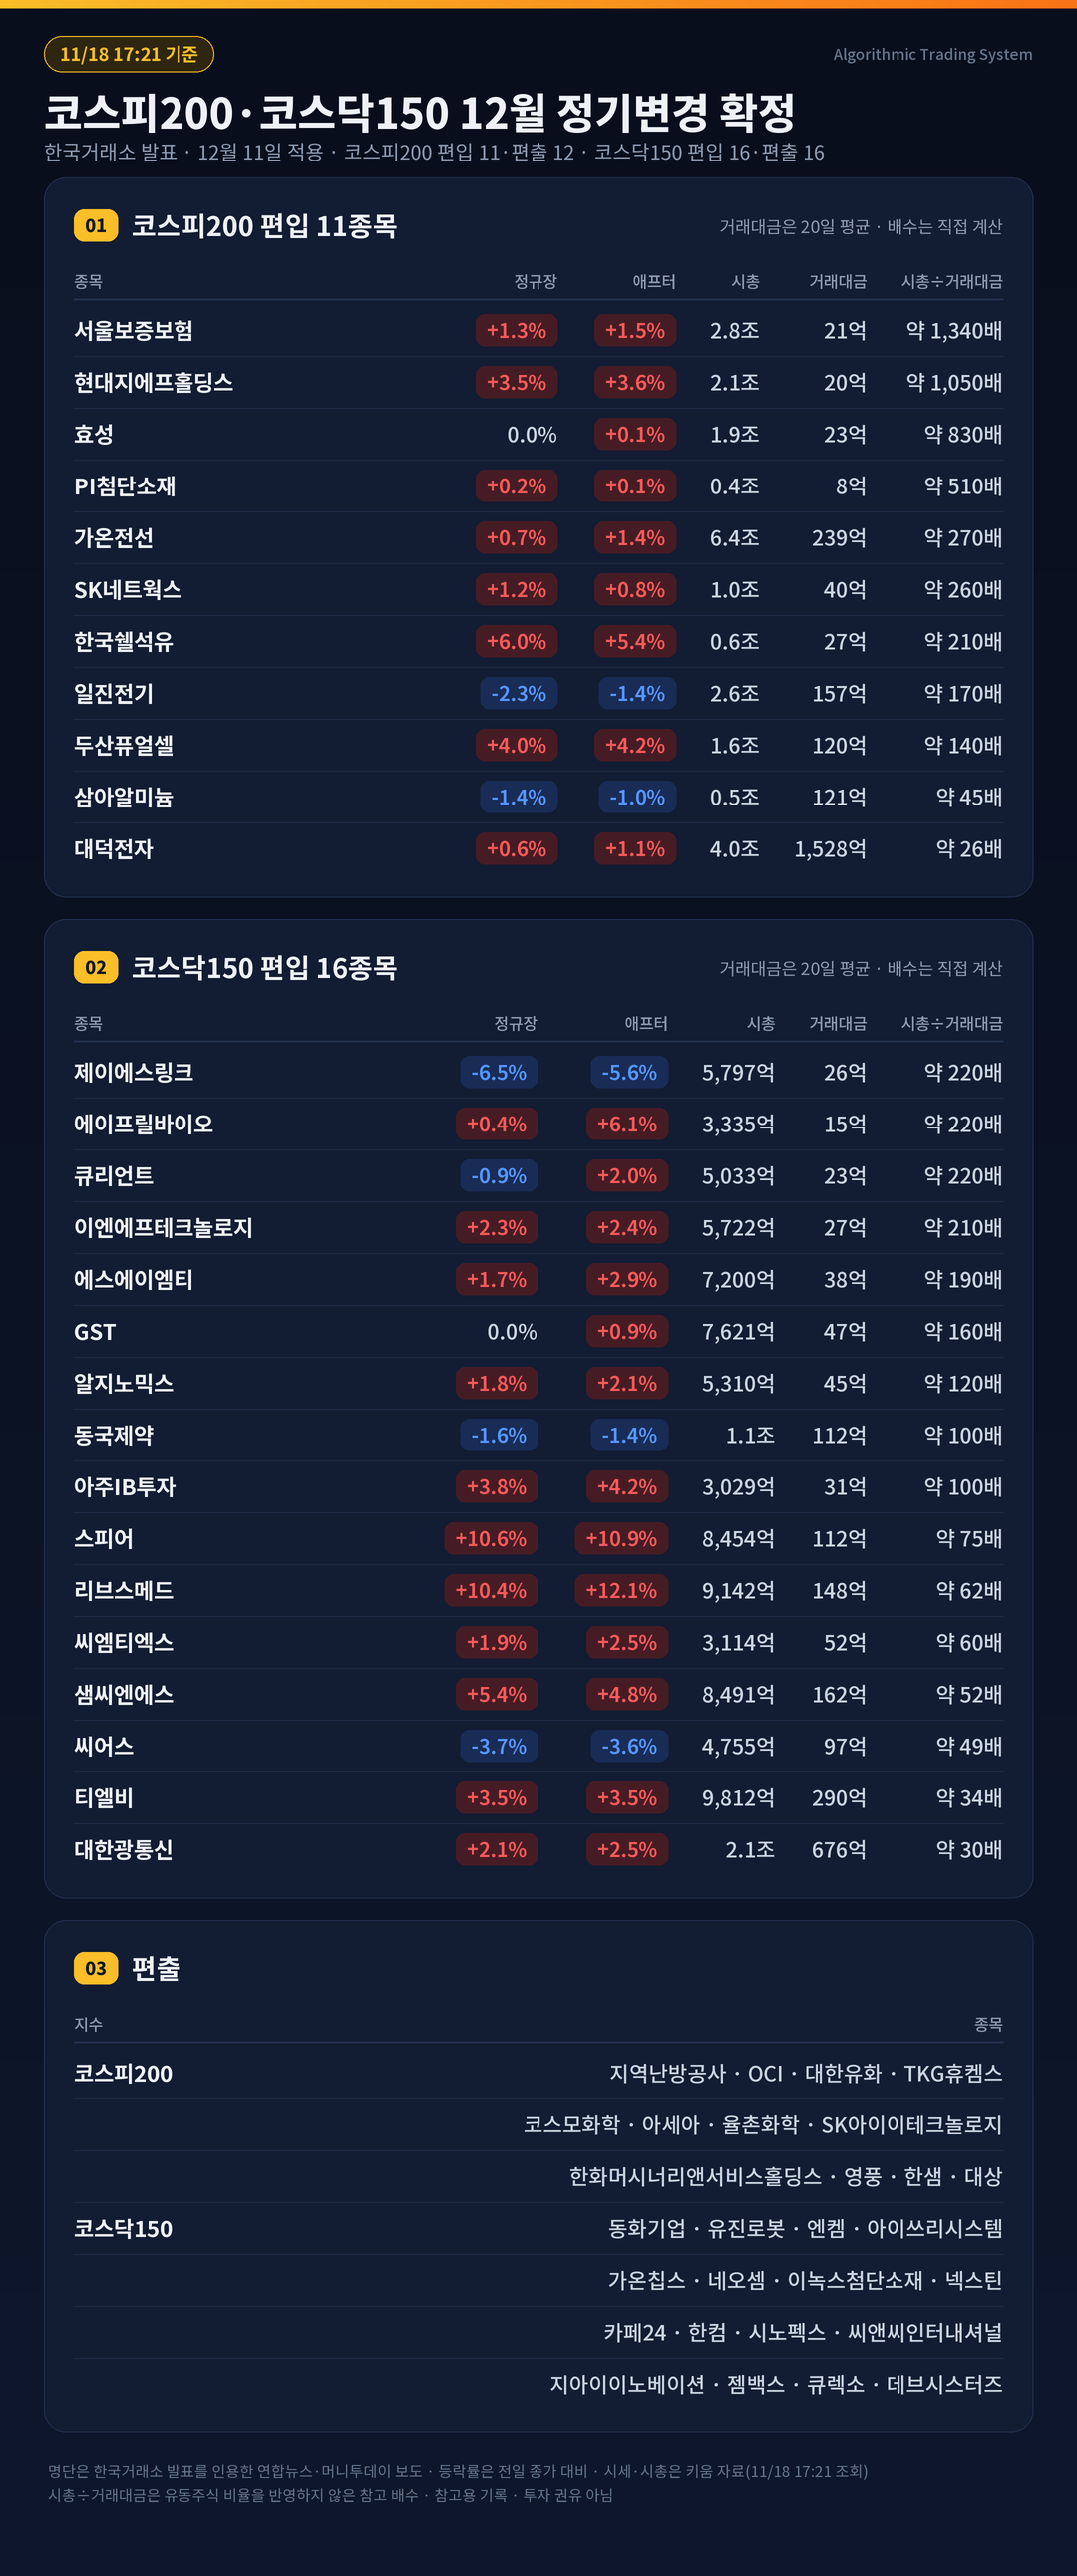 11/18 17:21 기준
Algorithmic Trading System
코스피200·코스닥150 12월 정기변경 확정
한국거래소 발표 · 12월 11일 적용 · 코스피200 편입 11·편출 12 · 코스닥150 편입 16·편출 16
01 코스피200 편입 11종목 거래대금은 20일 평균 · 배수는 직접 계산
종목 정규장 애프터 시총 거래대금 시총÷거래대금
서울보증보험 +1.3% +1.5% 2.8조 21억 약 1,340배
현대지에프홀딩스 +3.5% +3.6% 2.1조 20억 약 1,050배
효성 0.0% +0.1% 1.9조 23억 약 830배
PI첨단소재 +0.2% +0.1% 0.4조 8억 약 510배
가온전선 +0.7% +1.4% 6.4조 239억 약 270배
SK네트웍스 +1.2% +0.8% 1.0조 40억 약 260배
한국쉘석유 +6.0% +5.4% 0.6조 27억 약 210배
일진전기 -2.3% -1.4% 2.6조 157억 약 170배
두산퓨얼셀 +4.0% +4.2% 1.6조 120억 약 140배
삼아알미늄 -1.4% -1.0% 0.5조 121억 약 45배
대덕전자 +0.6% +1.1% 4.0조 1,528억 약 26배
02 코스닥150 편입 16종목 거래대금은 20일 평균 · 배수는 직접 계산
종목 정규장 애프터 시총 거래대금 시총÷거래대금
제이에스링크 -6.5% -5.6% 5,797억 26억 약 220배
에이프릴바이오 +0.4% +6.1% 3,335억 15억 약 220배
큐리언트 -0.9% +2.0% 5,033억 23억 약 220배
이엔에프테크놀로지 +2.3% +2.4% 5,722억 27억 약 210배
에스에이엠티 +1.7% +2.9% 7,200억 38억 약 190배
GST 0.0% +0.9% 7,621억 47억 약 160배
알지노믹스 +1.8% +2.1% 5,310억 45억 약 120배
동국제약 -1.6% -1.4% 1.1조 112억 약 100배
아주IB투자 +3.8% +4.2% 3,029억 31억 약 100배
스피어 +10.6% +10.9% 8,454억 112억 약 75배
리브스메드 +10.4% +12.1% 9,142억 148억 약 62배
씨엠티엑스 +1.9% +2.5% 3,114억 52억 약 60배
샘씨엔에스 +5.4% +4.8% 8,491억 162억 약 52배
씨어스 -3.7% -3.6% 4,755억 97억 약 49배
티엘비 +3.5% +3.5% 9,812억 290억 약 34배
대한광통신 +2.1% +2.5% 2.1조 676억 약 30배
03 편출
지수 종목
코스피200 지역난방공사 · OCI · 대한유화 · TKG휴켐스
코스모화학 · 아세아 · 율촌화학 · SK아이이테크놀로지
한화머시너리앤서비스홀딩스 · 영풍 · 한샘 · 대상
코스닥150 동화기업 · 유진로봇 · 엔켐 · 아이쓰리시스템
가온칩스 · 네오셈 · 이녹스첨단소재 · 넥스틴
카페24 · 한컴 · 시노펙스 · 씨앤씨인터내셔널
지아이이노베이션 · 젬백스 · 큐렉소 · 데브시스터즈
명단은 한국거래소 발표를 인용한 연합뉴스·머니투데이 보도 · 등락률은 전일 종가 대비 · 시세·시총은 키움 자료(11/18 17:21 조회)
시총÷거래대금은 유동주식 비율을 반영하지 않은 참고 배수 · 참고용 기록 · 투자 권유 아님